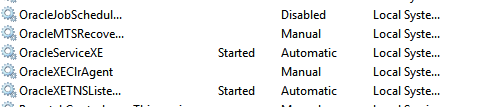 OracleJobSchedul... Disabled Local Syste...
OracleMTSRecove... Manual Local Syste...
OracleServiceXE Started Automatic Local Syste...
OracleXEClrAgent Manual Local Syste...
OracleXETNSListe... Started Automatic Local Syste...